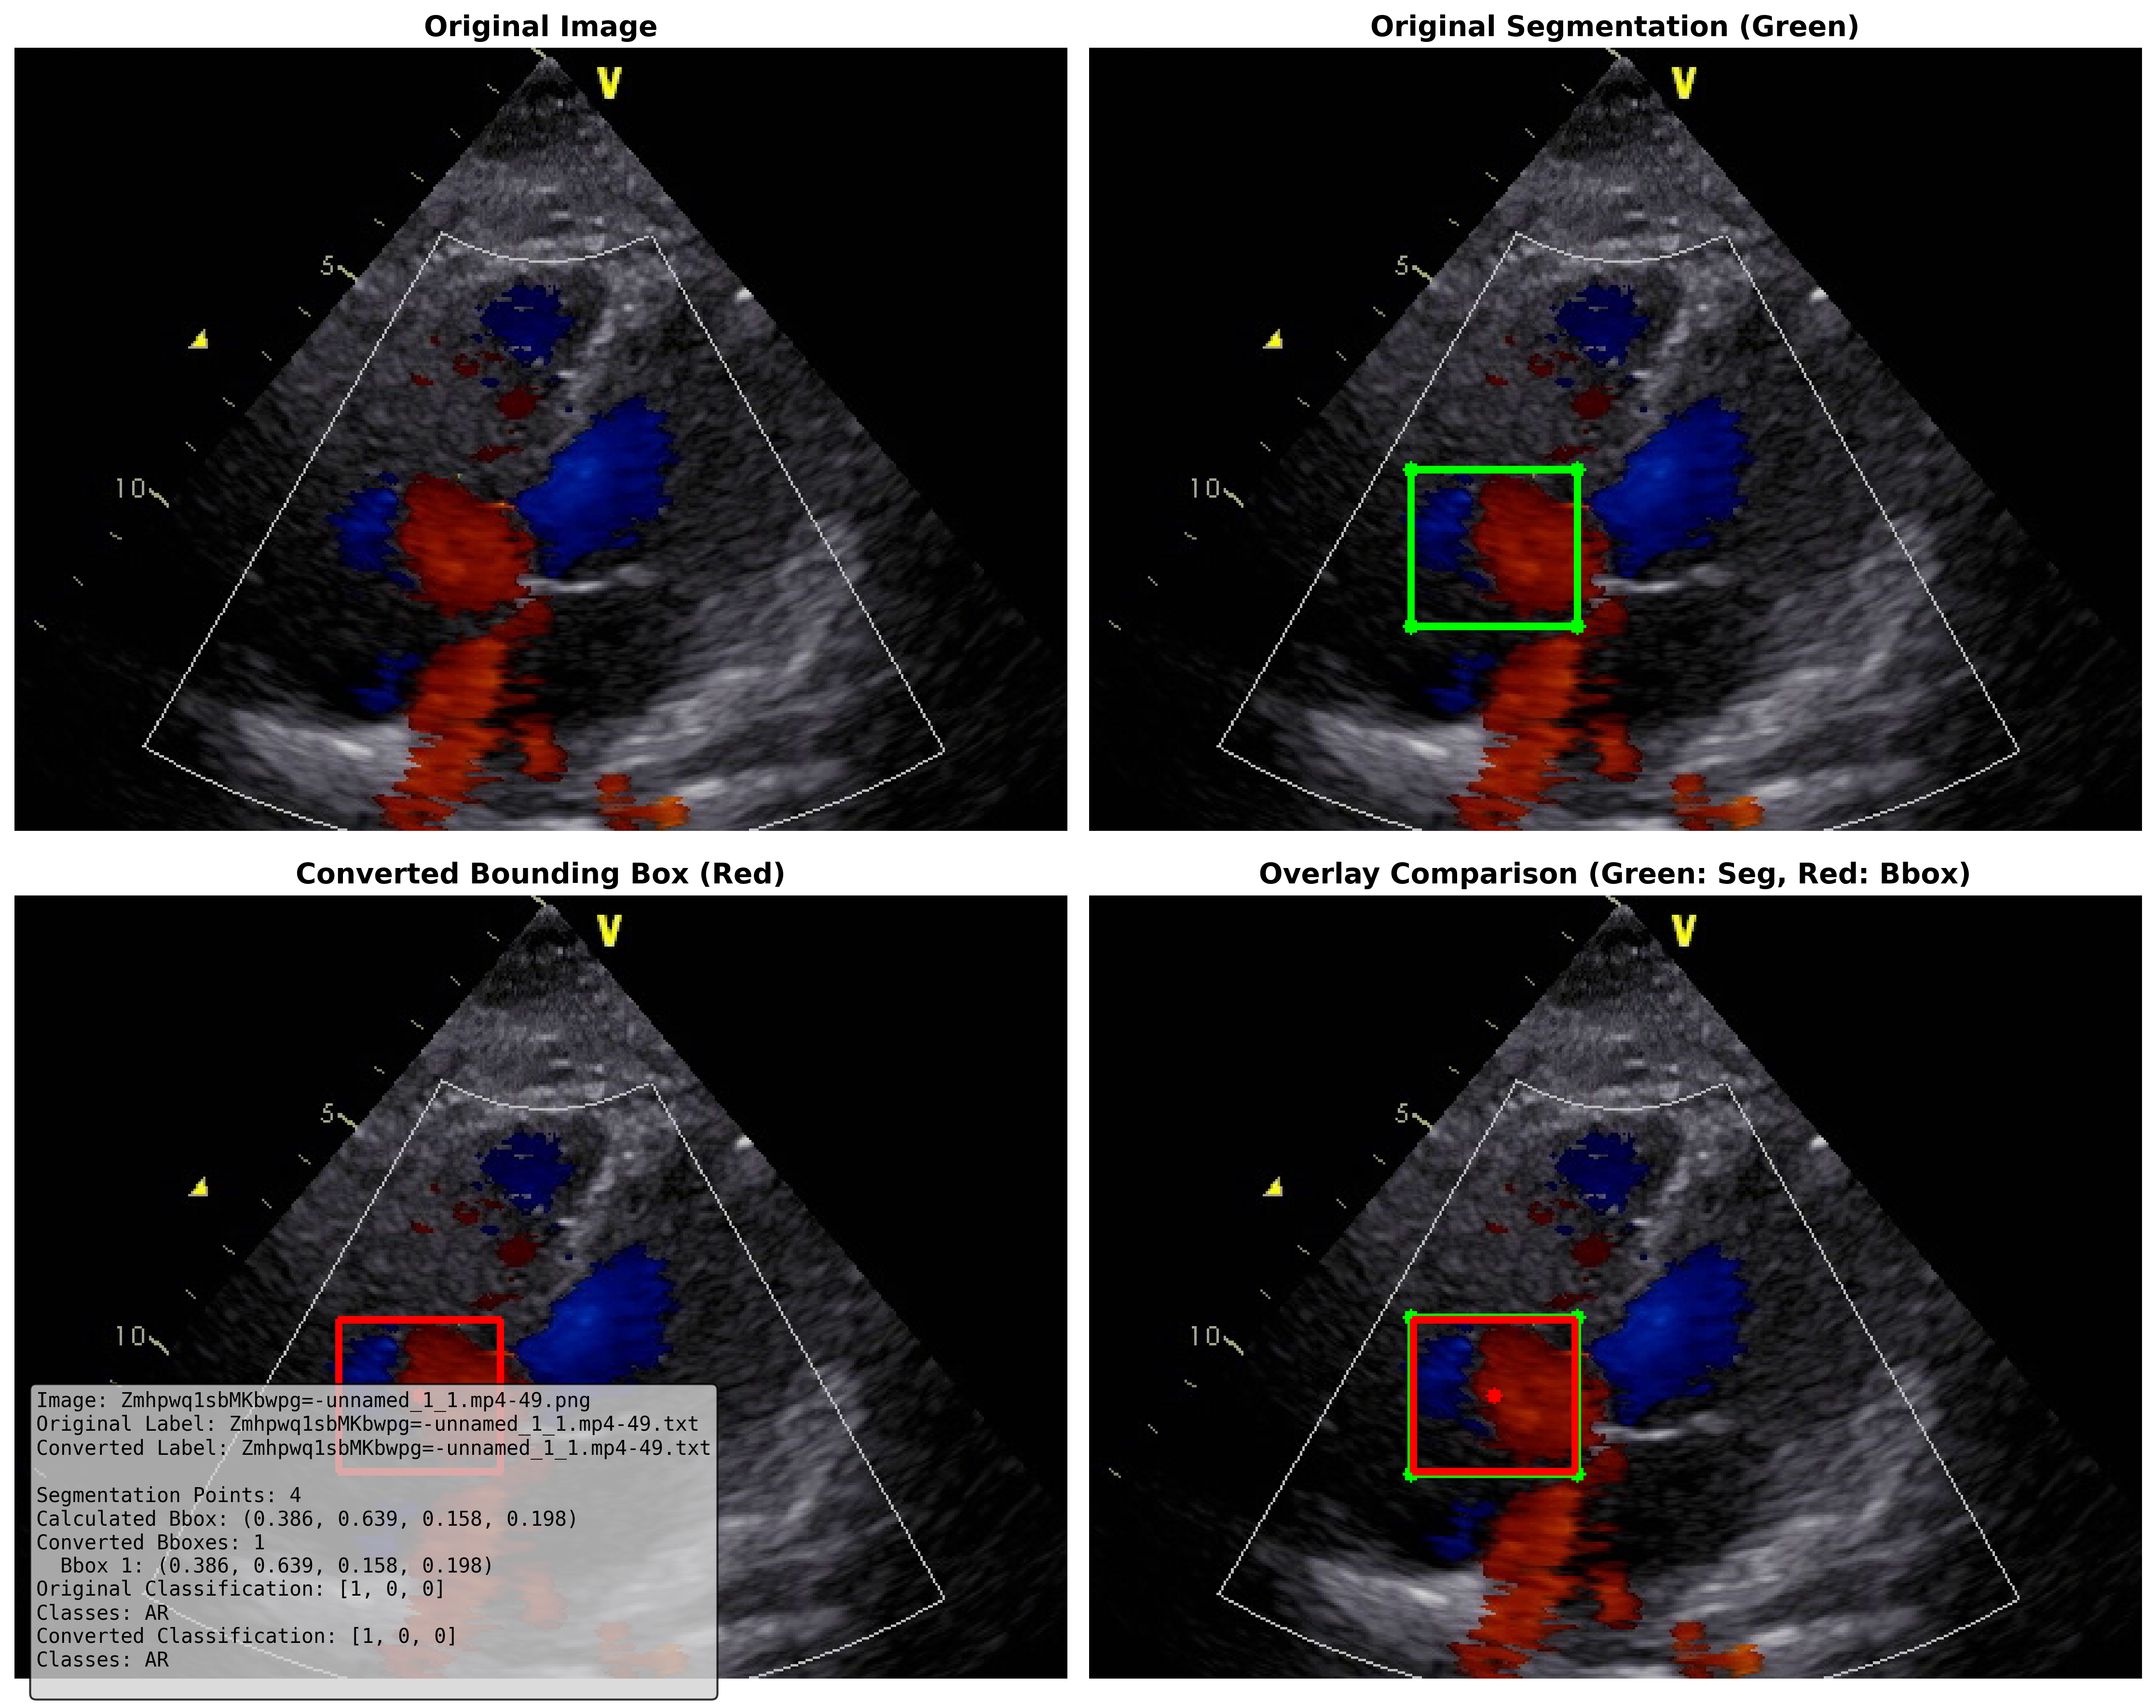 Original Image
Original Segmentation (Green)
V
5
10
V
5
10
Converted Bounding Box (Red)
Overlay Comparison (Green: Seg, Red: Bbox)
V
5
10
V
5
10
Image: Zmhpwq1sbMKbwpg=-unnamed_1_1.mp4-49.png
Original Label: Zmhpwq1sbMKbwpg=-unnamed_1_1.mp4-49.txt
Converted Label: Zmhpwq1sbMKbwpg=-unnamed_1_1.mp4-49.txt
Segmentation Points: 4
Calculated Bbox: (0.386, 0.639, 0.158, 0.198)
Converted Bboxes: 1
Bbox 1: (0.386, 0.639, 0.158, 0.198)
Original Classification: [1, 0, 0]
Classes: AR
Converted Classification: [1, 0, 0]
Classes: AR